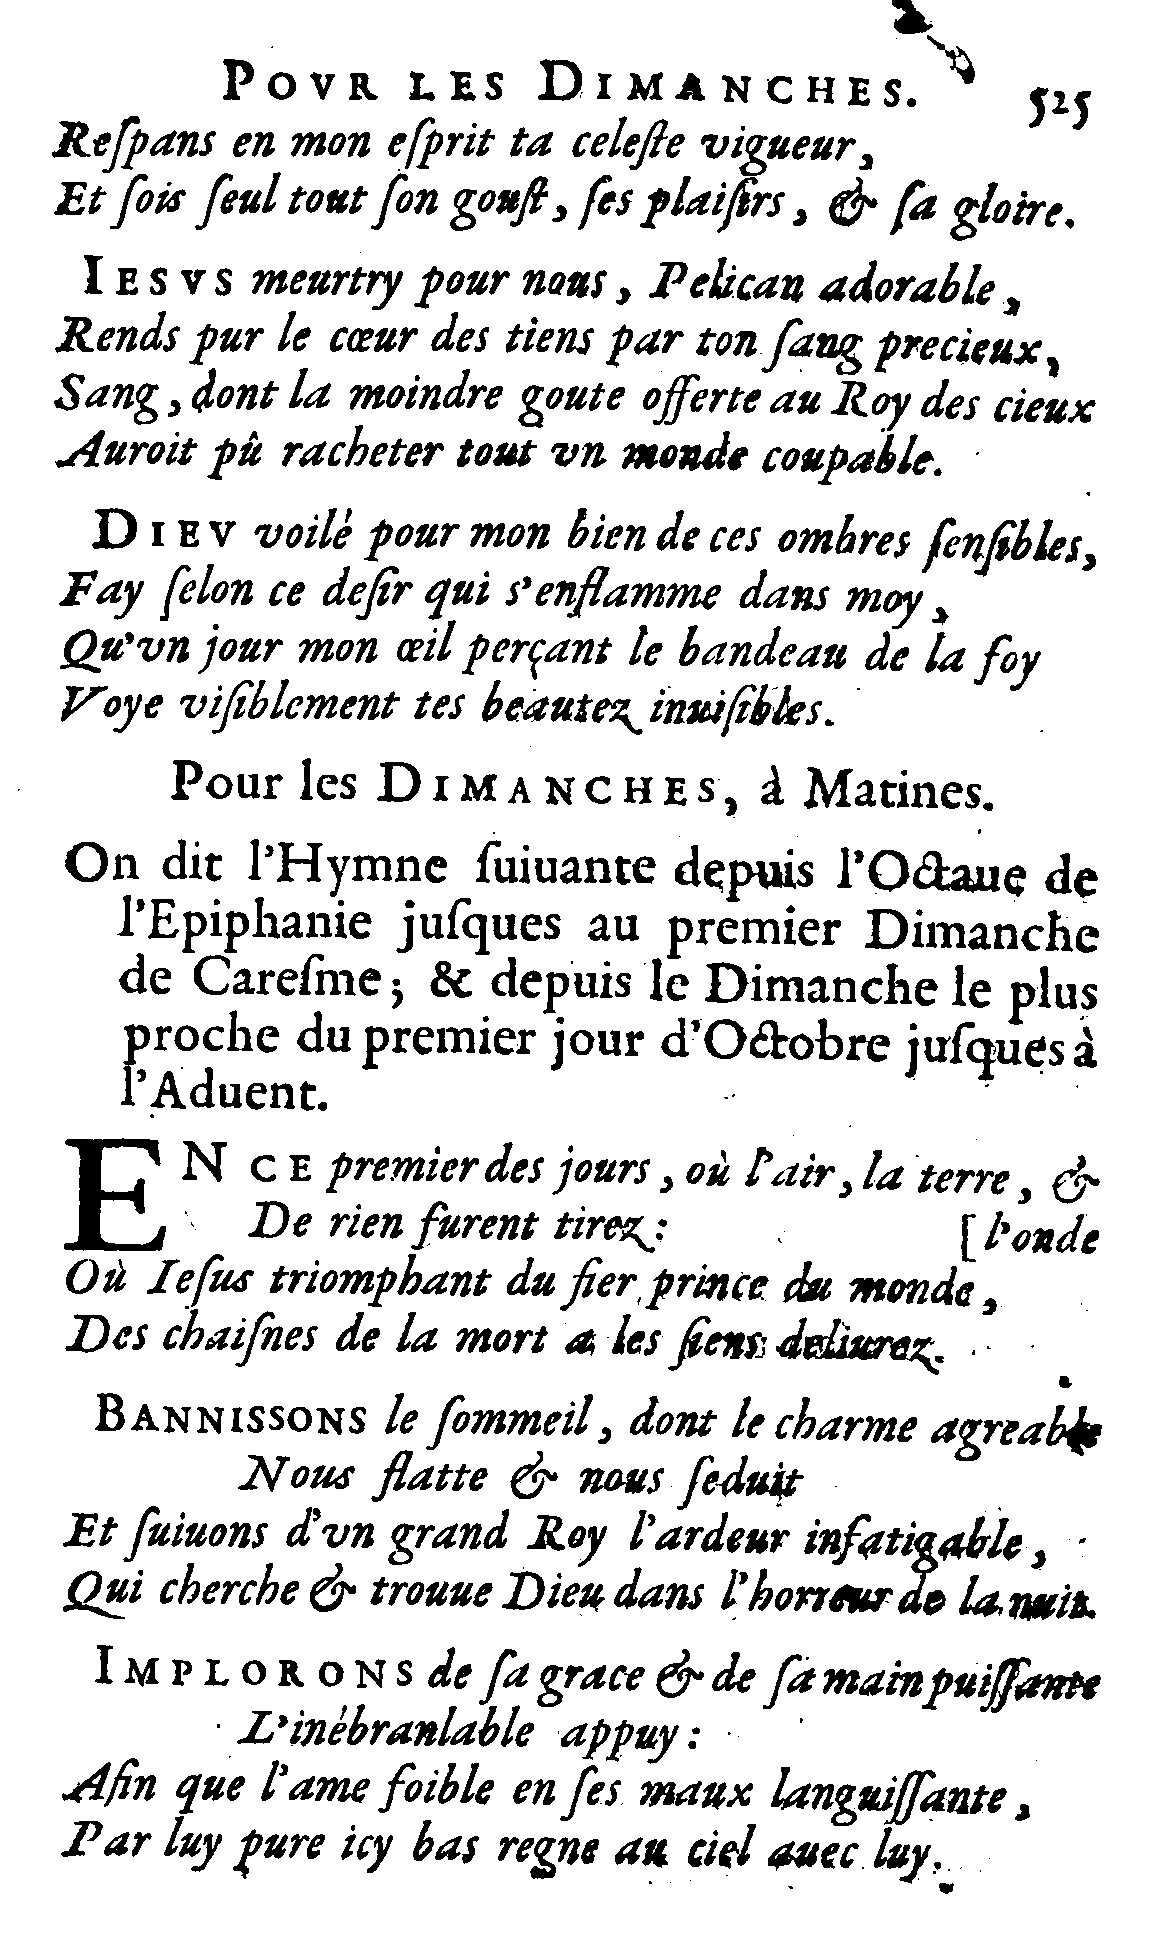 POVR LES DIMANCHES. 525
Reſpans en mon eſprit ta celeſte vigueur,
Et ſois ſeul tout ſon gouſt, ſes plaiſirs, & ſa gloire.
IESVS meurtry pour nous, Pelican adorable,
Rends pur le cœur des tiens par ton ſang precieux,
Sang, dont la moindre goute offerte au Roy des cieux
Auroit pû racheter tout vn monde coupable.
DIEV voilé pour mon bien de ces ombres ſenſibles,
Fay ſelon ce deſir qui s'enflamme dans moy,
Qu'vn jour mon œil perçant le bandeau de la foy
Voye viſiblement tes beautez inuiſibles.
Pour les DIMANCHES, à Matines.
On dit l'Hymne ſuiuante depuis l'Octaue de
l'Epiphanie juſques au premier Dimanche
de Careſme; & depuis le Dimanche le plus
proche du premier jour d'Octobre juſques à
l'Aduent.
EN CE premier des jours, où l'air, la terre, &
De rien furent tirez: [l'onde
Où Ieſus triomphant du fier prince du monde,
Des chaiſnes de la mort a les ſiens deliurez.
BANNISSONS le ſommeil, dont le charme agreable
Nous flatte & nous ſeduit
Et ſuiuons d'vn grand Roy l'ardeur infatigable,
Qui cherche & trouue Dieu dans l'horreur de la nuit.
IMPLORONS de ſa grace & de ſa main puiſſante
L'inébranlable appuy:
Afin que l'ame foible en ſes maux languiſſante,
Par luy pure icy bas regne au ciel auec luy.